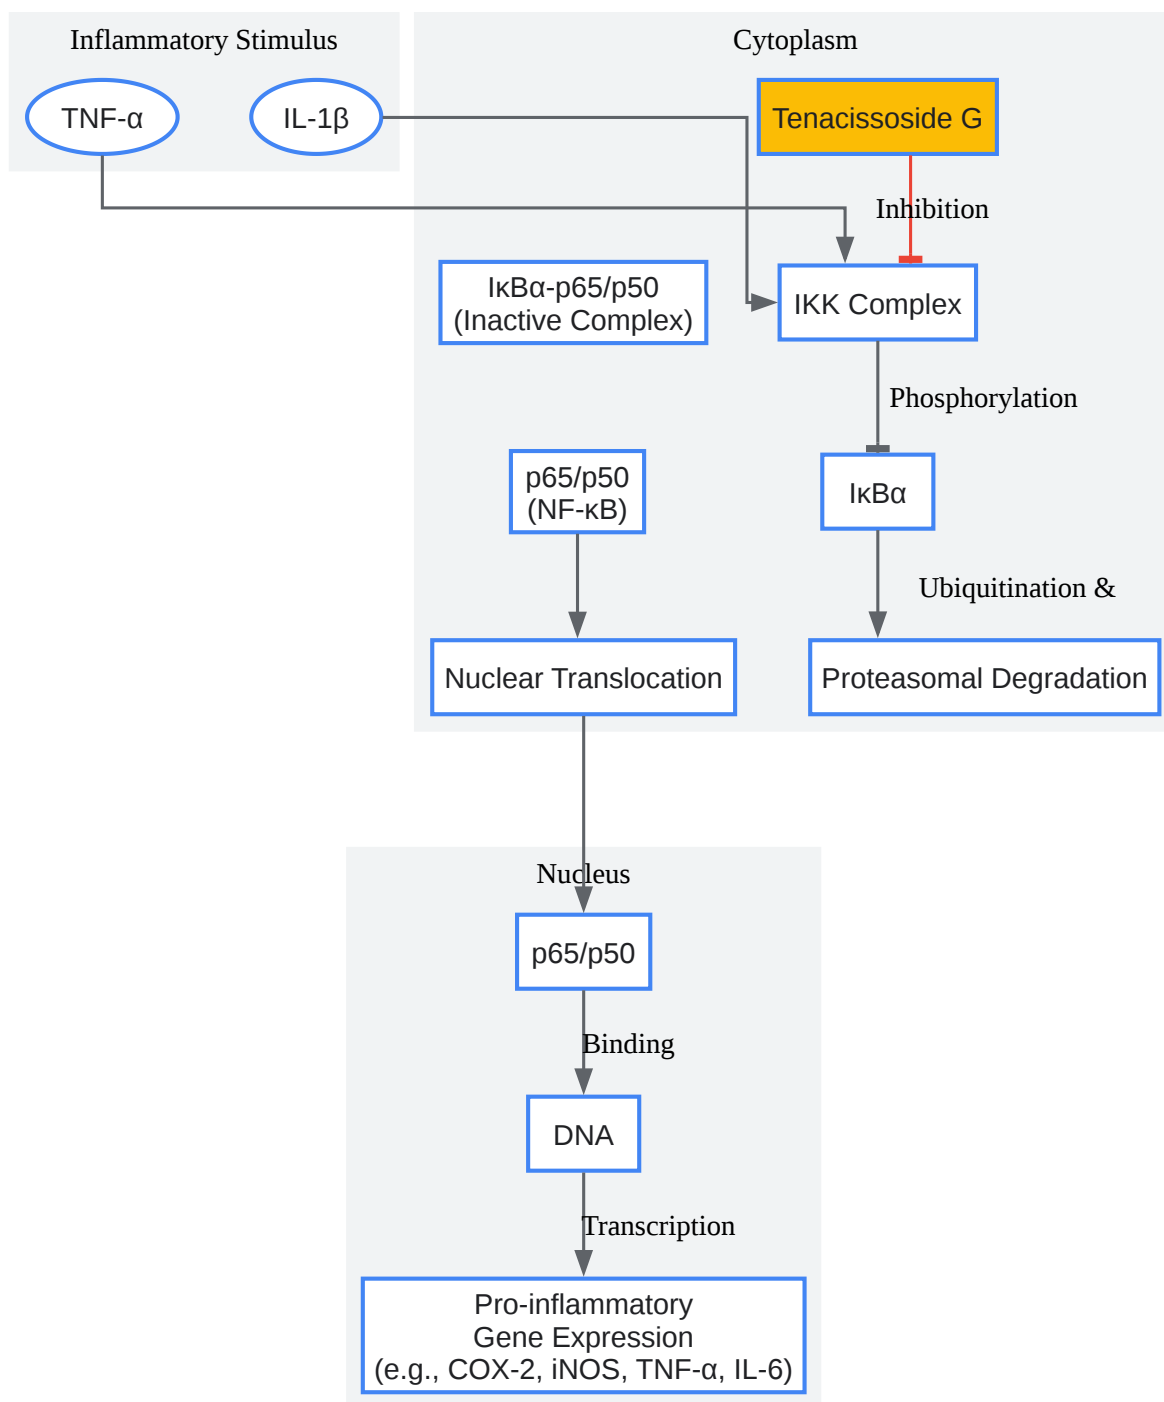 Inflammatory Stimulus
Cytoplasm
TNF-α
IL-1β
Tenacissoside G
Inhibition
IκBα-p65/p50
(Inactive Complex)
IKK Complex
Phosphorylation
p65/p50
(NF-κB)
IκBα
Ubiquitination &
Nuclear Translocation
Proteasomal Degradation
Nucleus
p65/p50
Binding
DNA
Transcription
Pro-inflammatory
Gene Expression
(e.g., COX-2, iNOS, TNF-α, IL-6)